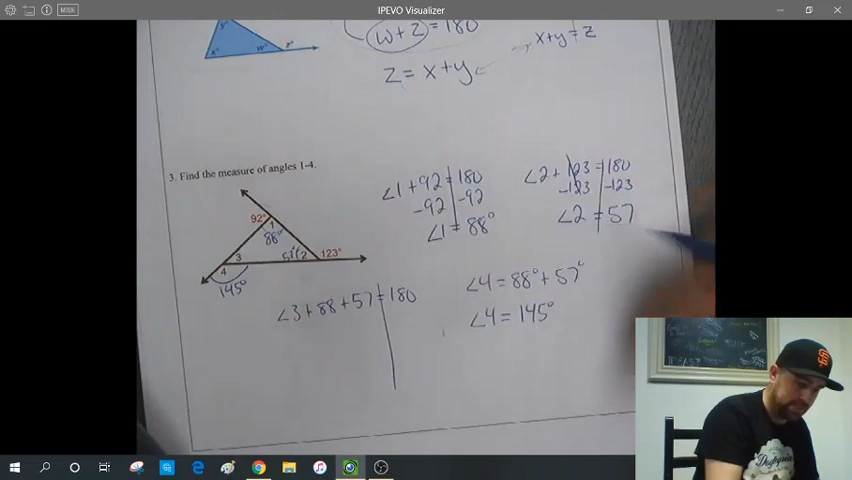 IPEVO Visualizer
MODE
y°
x°
w°
z°
w+z = 180
x+y = z
z = x+y
3. Find the measure of angles 1-4.
92°
1
88°
3
57°
2
123°
4
145°
∠1+92=180
-92 -92
∠1 = 88°
∠2+123=180
-123 -123
∠2 = 57
∠3+88+57=180
∠4=88°+57°
∠4= 145°